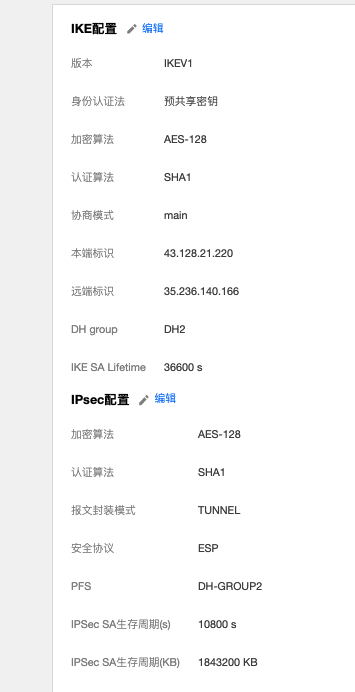 IKE配置 编辑
版本 IKEV1
身份认证法 预共享密钥
加密算法 AES-128
认证算法 SHA1
协商模式 main
本端标识 43.128.21.220
远端标识 35.236.140.166
DH group DH2
IKE SA Lifetime 36600 s
IPsec配置 编辑
加密算法 AES-128
认证算法 SHA1
报文封装模式 TUNNEL
安全协议 ESP
PFS DH-GROUP2
IPSec SA生存周期(s) 10800 s
IPSec SA生存周期(KB) 1843200 KB